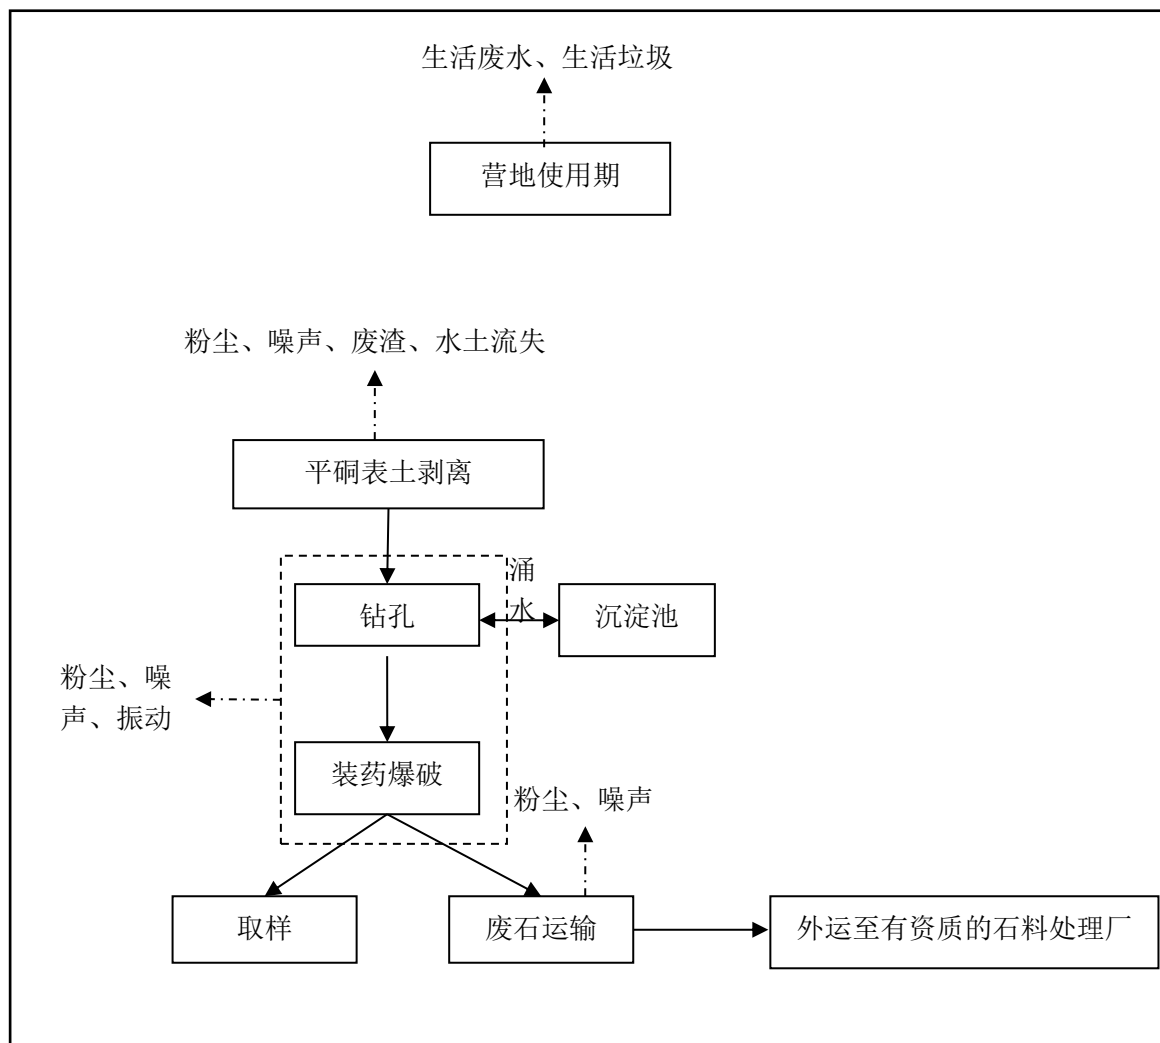 生活废水、生活垃圾
营地使用期
粉尘、噪声、废渣、水土流失
平硐表土剥离
涌
水
钻孔
沉淀池
粉尘、噪
声、振动
装药爆破
粉尘、噪声
取样
废石运输
外运至有资质的石料处理厂